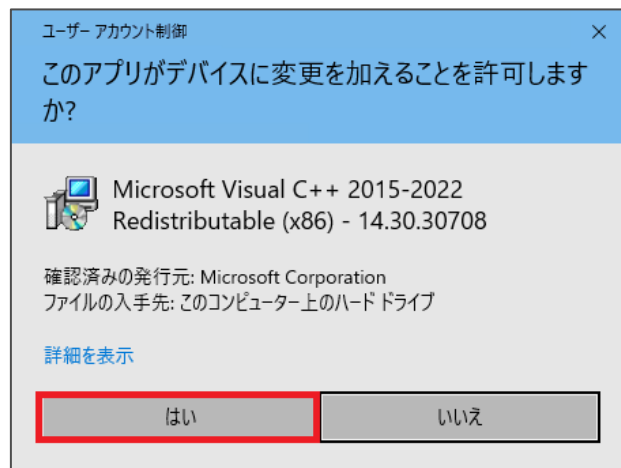 ユーザー アカウント制御
このアプリがデバイスに変更を加えることを許可します
か?
Microsoft Visual C++ 2015-2022
Redistributable (x86) - 14.30.30708
確認済みの発行元: Microsoft Corporation
ファイルの入手先: このコンピューター上のハード ドライブ
詳細を表示
はい
いいえ